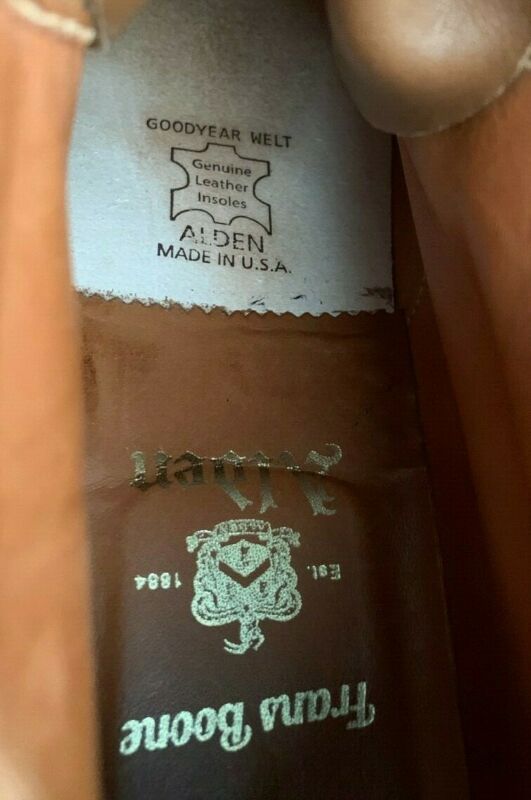 GOODYEAR WELT
Genuine
Leather
Insoles
ALDEN
MADE IN U.S.A.
Frans Boone
Est. 1884
Alden